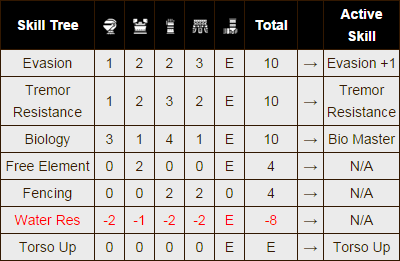 Skill Tree Total Active Skill
Evasion 1 2 2 3 E 10 → Evasion +1
Tremor Resistance 1 2 3 2 E 10 → Tremor Resistance
Biology 3 1 4 1 E 10 → Bio Master
Free Element 0 2 0 0 E 4 → N/A
Fencing 0 0 2 2 0 4 → N/A
Water Res -2 -1 -2 -2 E -8 → N/A
Torso Up 0 0 0 0 E E → Torso Up